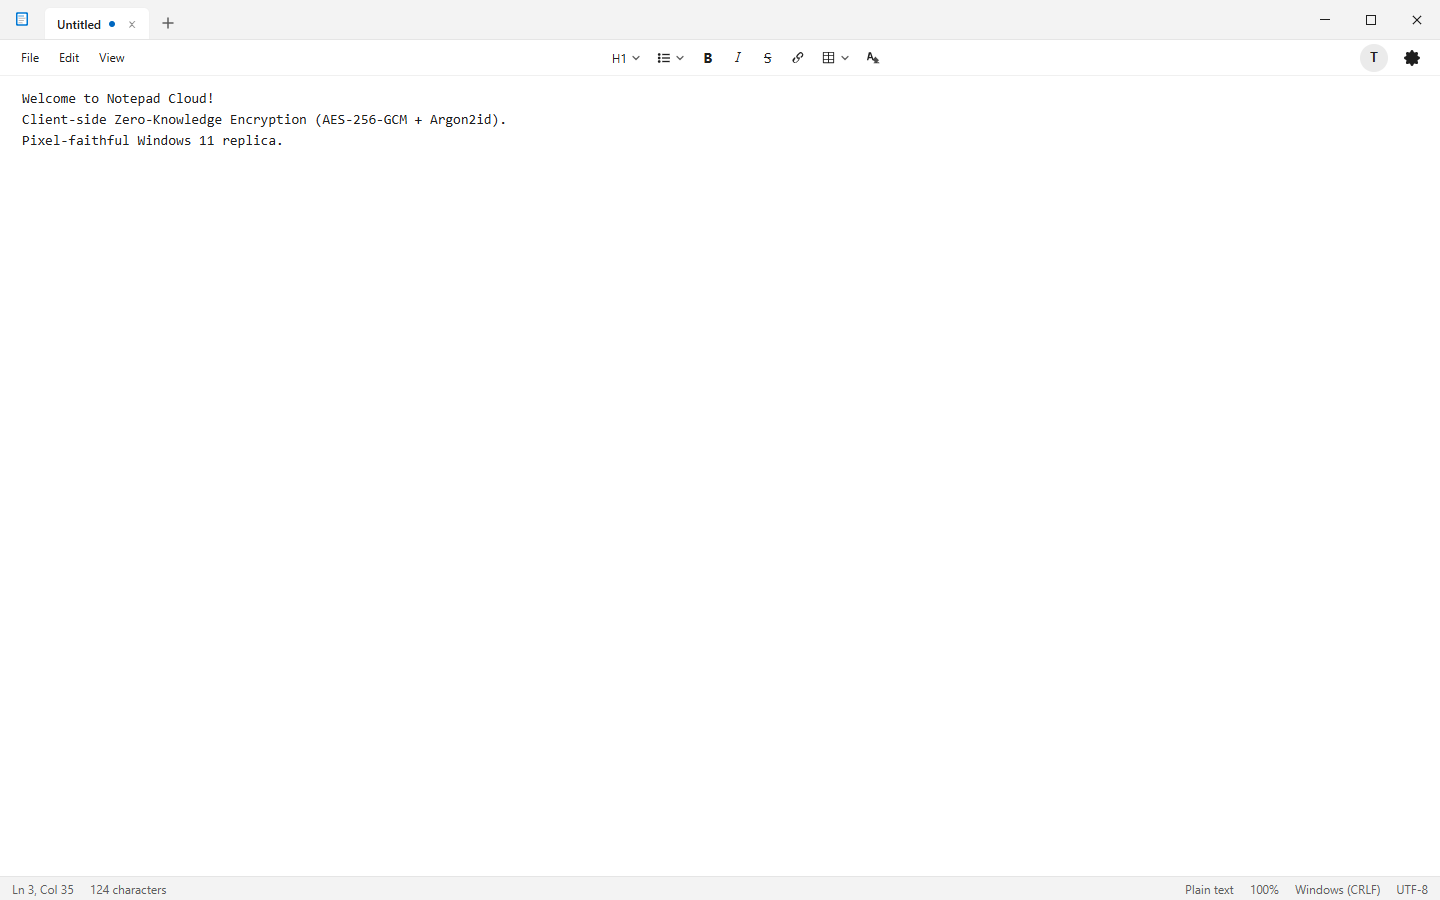 Untitled
File Edit View H1 B I S A T
Welcome to Notepad Cloud!
Client-side Zero-Knowledge Encryption (AES-256-GCM + Argon2id).
Pixel-faithful Windows 11 replica.
Ln 3, Col 35 124 characters Plain text 100% Windows (CRLF) UTF-8